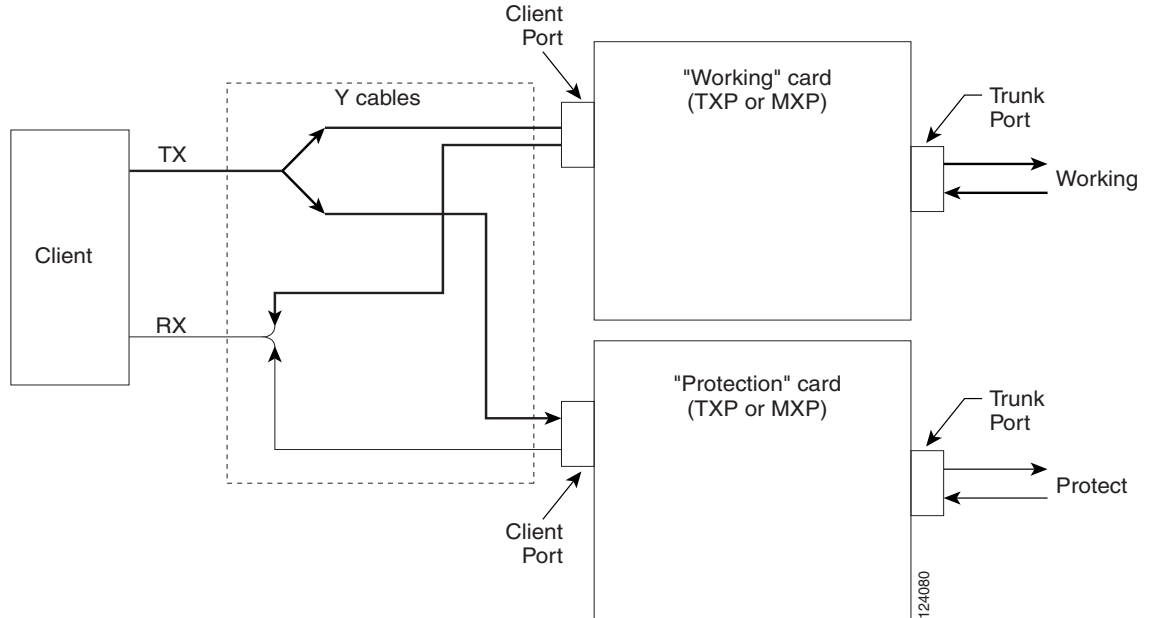 Client
Port
"Working" card
(TXP or MXP)
Trunk
Port
Working
Y cables
TX
Client
RX
"Protection" card
(TXP or MXP)
Trunk
Port
Protect
Client
Port
124080